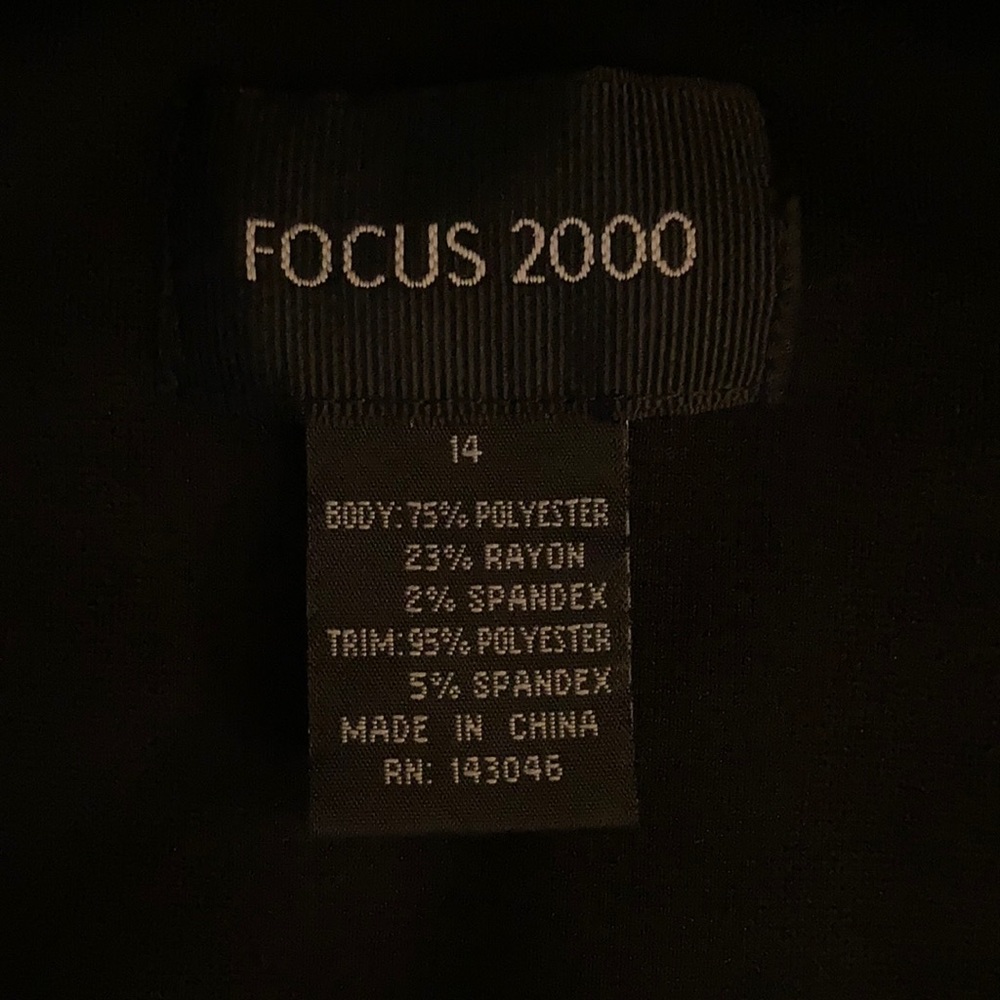 FOCUS 2000
14
BODY: 75% POLYESTER
23% RAYON
2% SPANDEX
TRIM: 95% POLYESTER
5% SPANDEX
MADE IN CHINA
RN: 143046